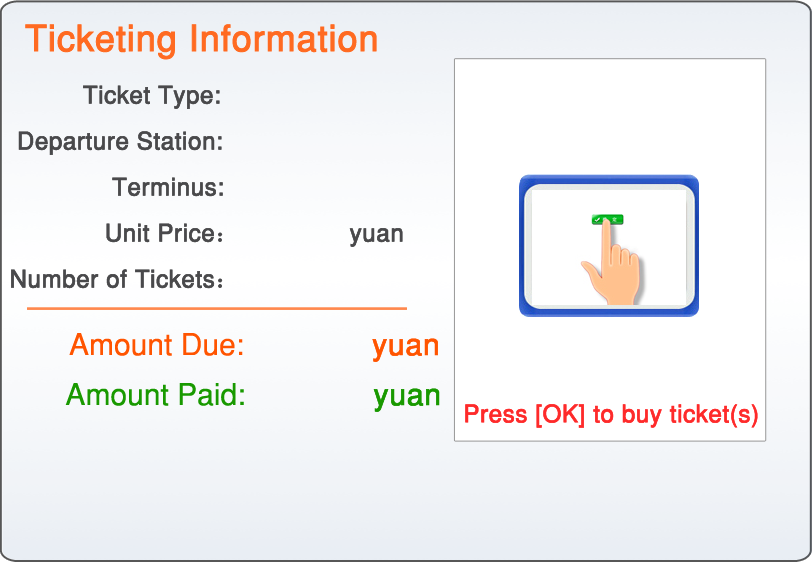 Ticketing Information
Ticket Type:
Departure Station:
Terminus:
Unit Price： yuan
Number of Tickets：
Amount Due: yuan
Amount Paid: yuan
Press [OK] to buy ticket(s)